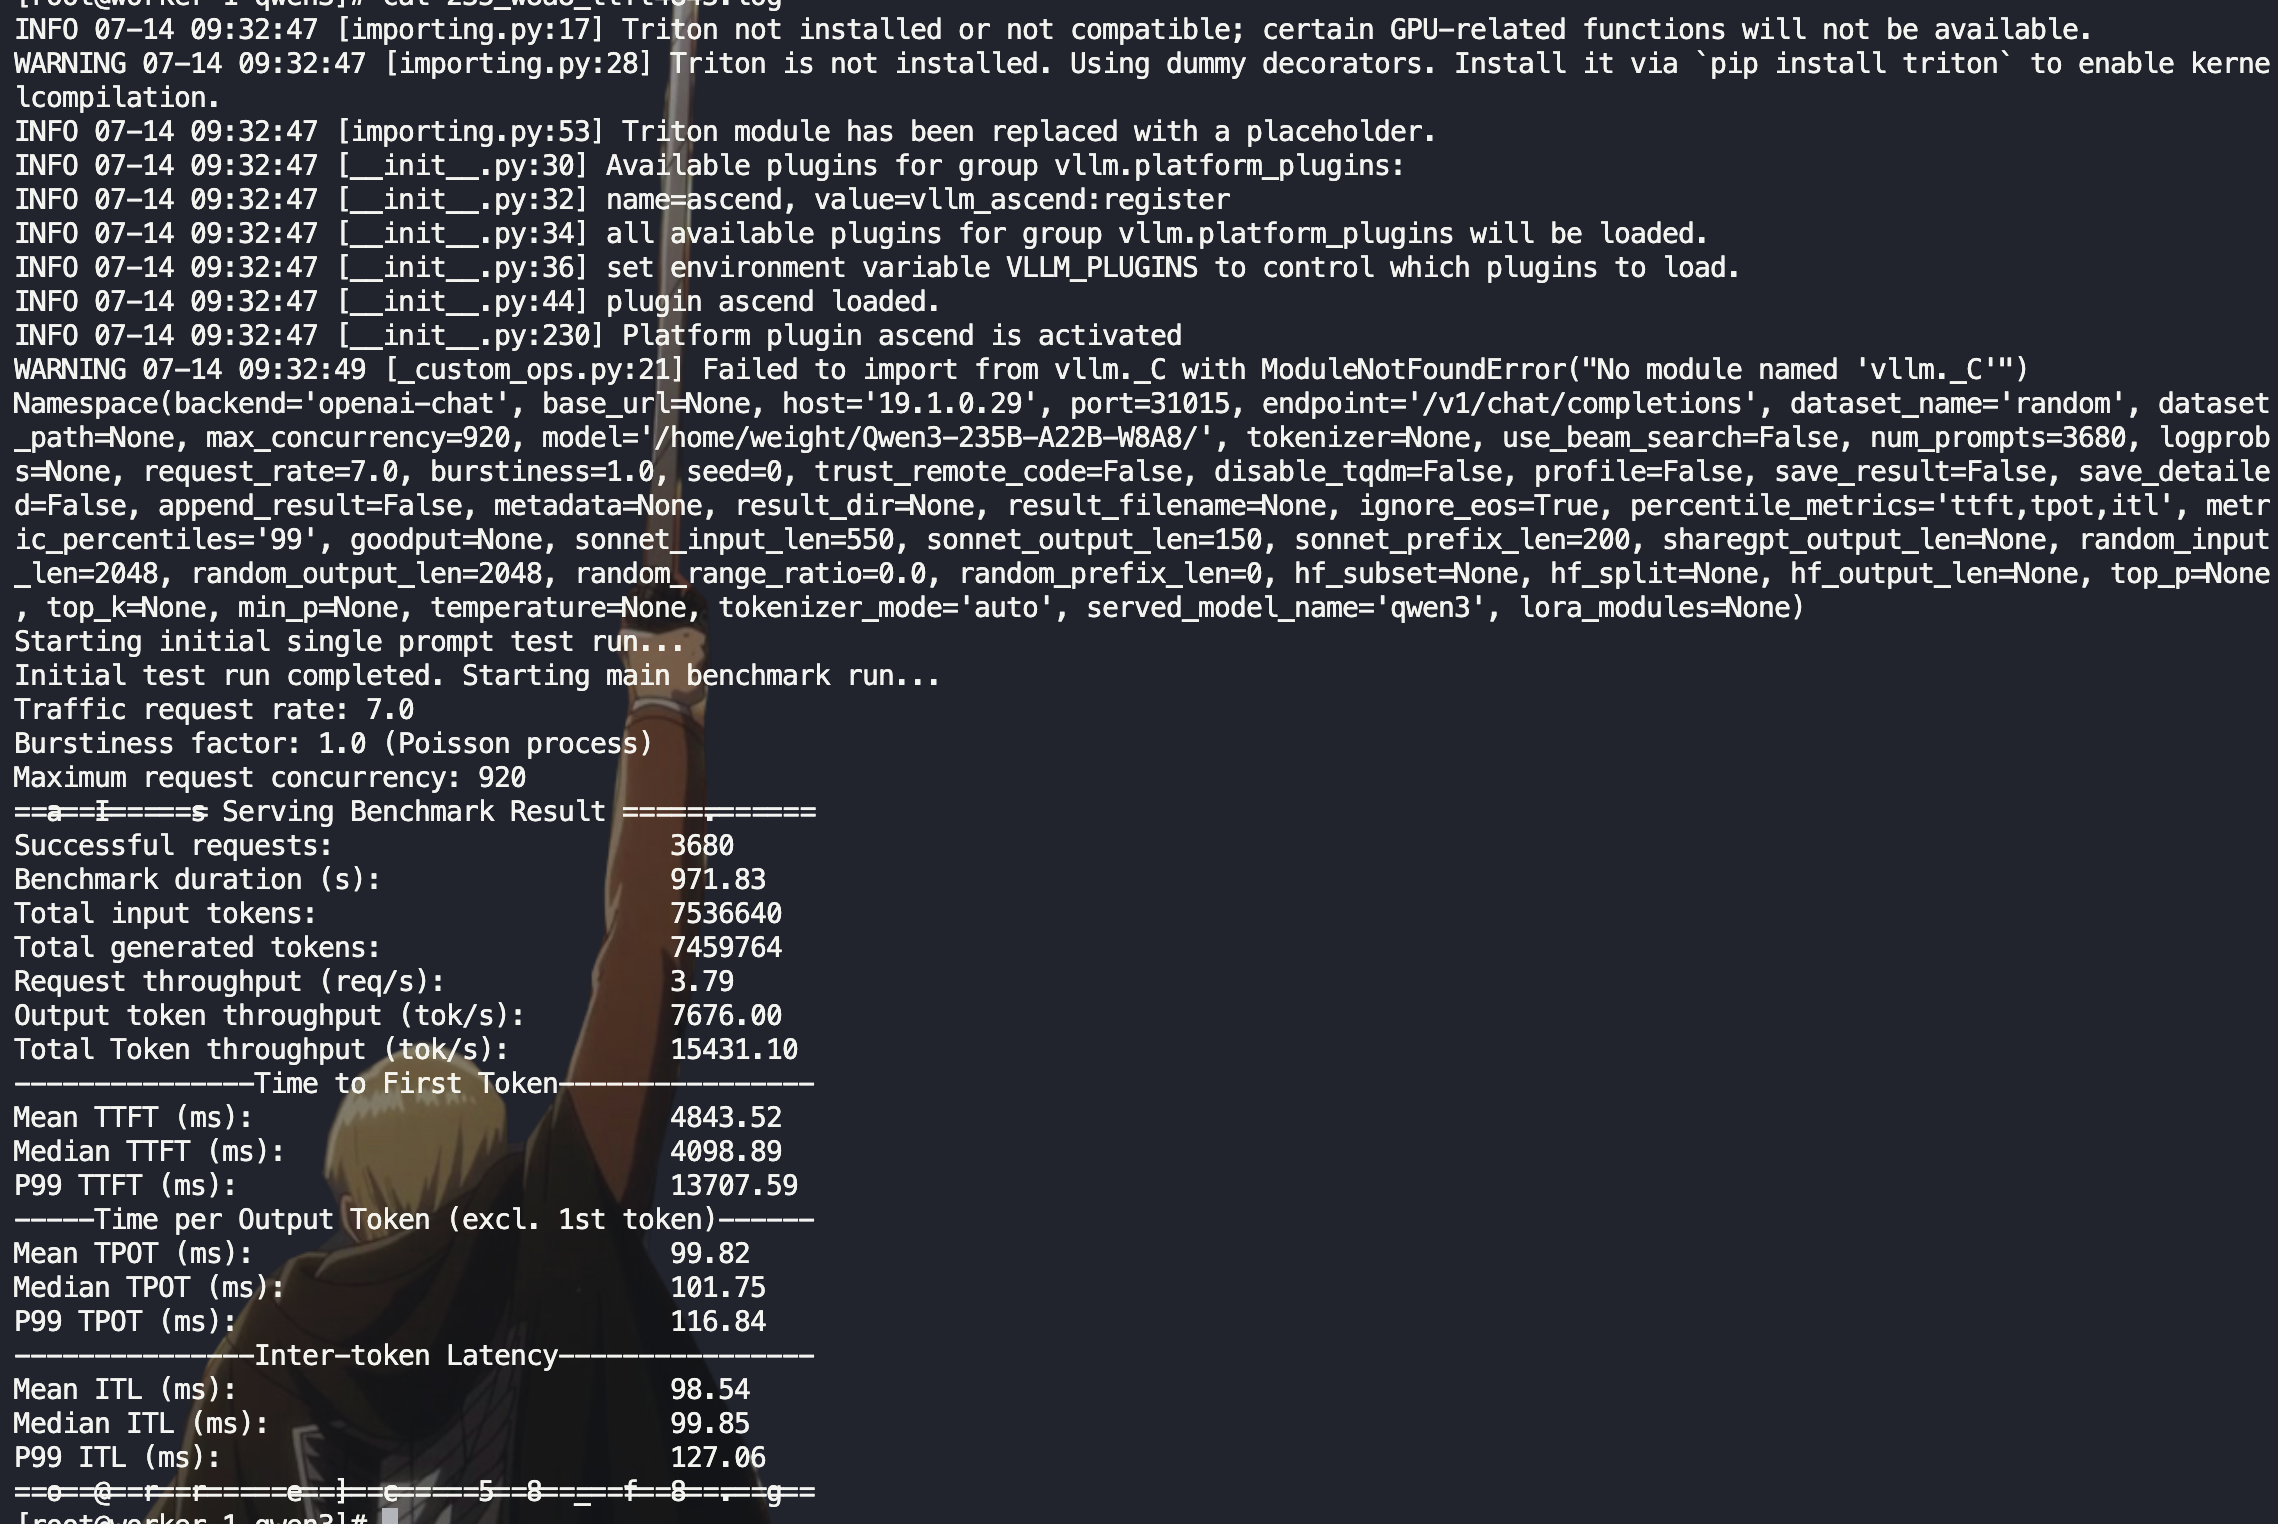 INFO 07-14 09:32:47 [importing.py:17] Triton not installed or not compatible; certain GPU-related functions will not be available.
WARNING 07-14 09:32:47 [importing.py:28] Triton is not installed. Using dummy decorators. Install it via `pip install triton` to enable kerne
lcompilation.
INFO 07-14 09:32:47 [importing.py:53] Triton module has been replaced with a placeholder.
INFO 07-14 09:32:47 [__init__.py:30] Available plugins for group vllm.platform_plugins:
INFO 07-14 09:32:47 [__init__.py:32] name=ascend, value=vllm_ascend:register
INFO 07-14 09:32:47 [__init__.py:34] all available plugins for group vllm.platform_plugins will be loaded.
INFO 07-14 09:32:47 [__init__.py:36] set environment variable VLLM_PLUGINS to control which plugins to load.
INFO 07-14 09:32:47 [__init__.py:44] plugin ascend loaded.
INFO 07-14 09:32:47 [__init__.py:230] Platform plugin ascend is activated
WARNING 07-14 09:32:49 [_custom_ops.py:21] Failed to import from vllm._C with ModuleNotFoundError("No module named 'vllm._C'")
Namespace(backend='openai-chat', base_url=None, host='19.1.0.29', port=31015, endpoint='/v1/chat/completions', dataset_name='random', dataset
_path=None, max_concurrency=920, model='/home/weight/Qwen3-235B-A22B-W8A8/', tokenizer=None, use_beam_search=False, num_prompts=3680, logprob
s=None, request_rate=7.0, burstiness=1.0, seed=0, trust_remote_code=False, disable_tqdm=False, profile=False, save_result=False, save_detaile
d=False, append_result=False, metadata=None, result_dir=None, result_filename=None, ignore_eos=True, percentile_metrics='ttft,tpot,itl', metr
ic_percentiles='99', goodput=None, sonnet_input_len=550, sonnet_output_len=150, sonnet_prefix_len=200, sharegpt_output_len=None, random_input
_len=2048, random_output_len=2048, random_range_ratio=0.0, random_prefix_len=0, hf_subset=None, hf_split=None, hf_output_len=None, top_p=None
, top_k=None, min_p=None, temperature=None, tokenizer_mode='auto', served_model_name='qwen3', lora_modules=None)
Starting initial single prompt test run...
Initial test run completed. Starting main benchmark run...
Traffic request rate: 7.0
Burstiness factor: 1.0 (Poisson process)
Maximum request concurrency: 920
==a==I=====s Serving Benchmark Result =====.======
Successful requests: 3680
Benchmark duration (s): 971.83
Total input tokens: 7536640
Total generated tokens: 7459764
Request throughput (req/s): 3.79
Output token throughput (tok/s): 7676.00
Total Token throughput (tok/s): 15431.10
---------------Time to First Token----------------
Mean TTFT (ms): 4843.52
Median TTFT (ms): 4098.89
P99 TTFT (ms): 13707.59
-----Time per Output Token (excl. 1st token)------
Mean TPOT (ms): 99.82
Median TPOT (ms): 101.75
P99 TPOT (ms): 116.84
---------------Inter-token Latency----------------
Mean ITL (ms): 98.54
Median ITL (ms): 99.85
P99 ITL (ms): 127.06
==o==@==r==r=====e==]==c=====5==8==_==f==8==.==g==
[root@worker-1 qwen3]#